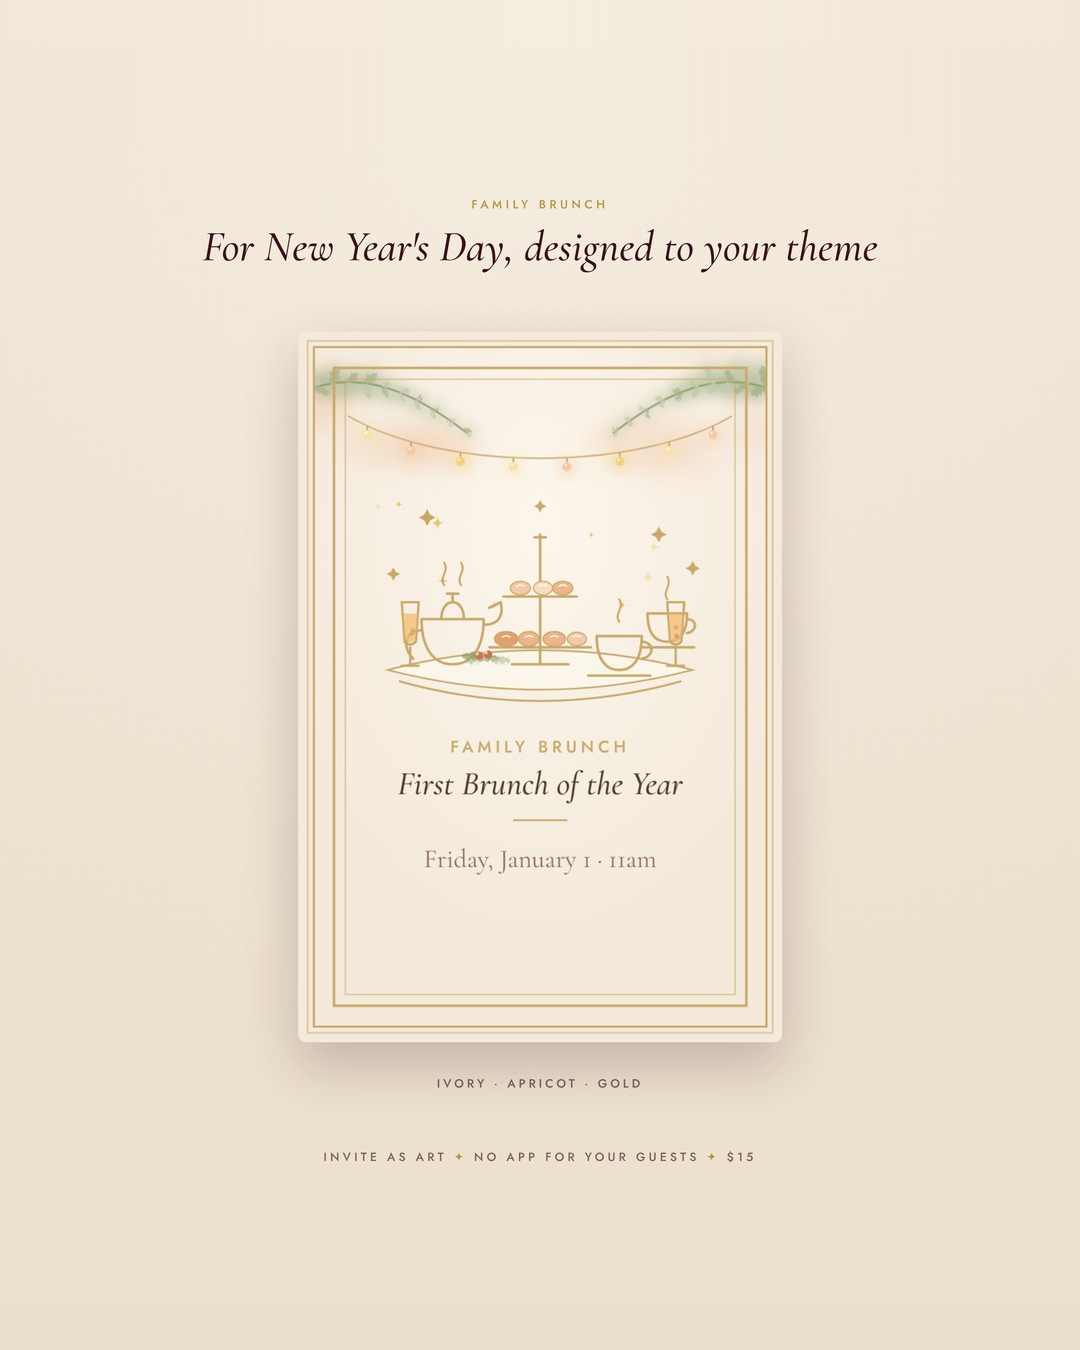 FAMILY BRUNCH
For New Year's Day, designed to your theme
FAMILY BRUNCH
First Brunch of the Year
Friday, January 1 · 11am
IVORY · APRICOT · GOLD
INVITE AS ART ✦ NO APP FOR YOUR GUESTS ✦ $15